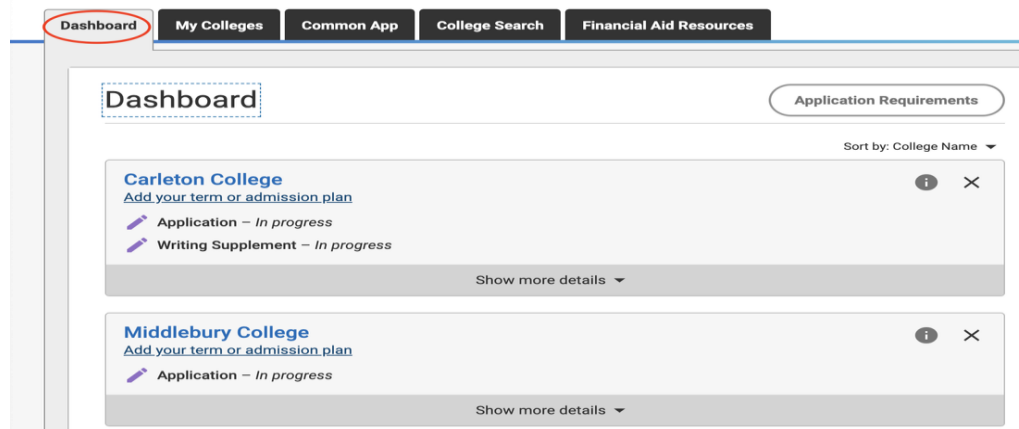 Dashboard My Colleges Common App College Search Financial Aid Resources
Dashboard
Application Requirements
Sort by: College Name
Carleton College
Add your term or admission plan
Application – In progress
Writing Supplement – In progress
Show more details
Middlebury College
Add your term or admission plan
Application – In progress
Show more details